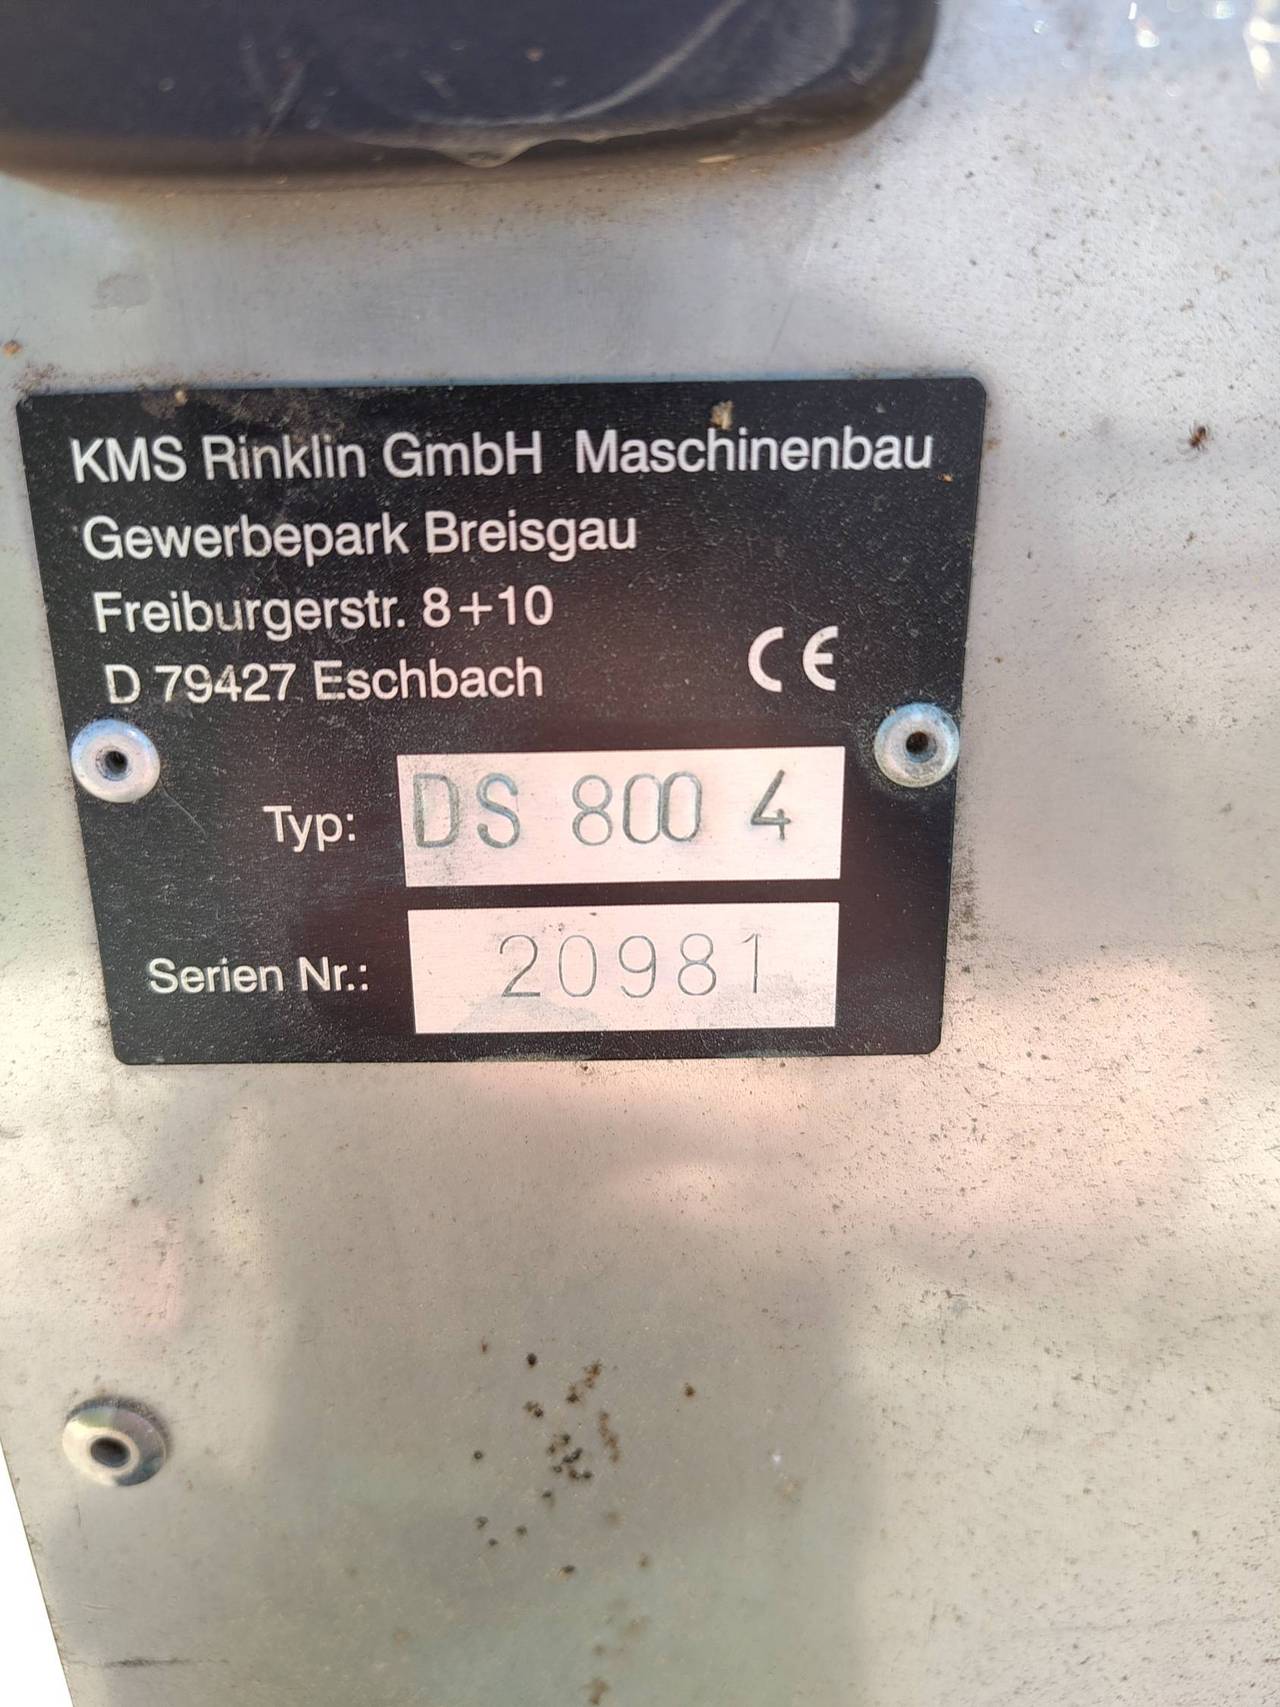 KMS Rinklin GmbH Maschinenbau
Gewerbepark Breisgau
Freiburgerstr. 8+10
D 79427 Eschbach
CE
Typ: DS 800 4
Serien Nr.: 20981